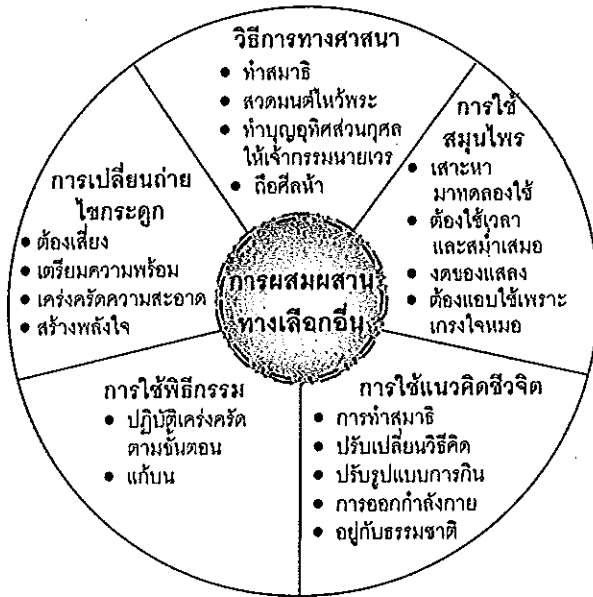 วิธีการทางศาสนา
• ทำสมาธิ
• สวดมนต์ไหว้พระ
• ทำบุญอุทิศส่วนกุศล
ให้เจ้ากรรมนายเวร
• ถือศีลห้า
การใช้
สมุนไพร
• เสาะหา
มาทดลองใช้
• ต้องใช้เวลา
และสม่ำเสมอ
• งดของแสลง
• ต้องแอบใช้เพราะ
เกรงใจหมอ
การเปลี่ยนถ่าย
ไขกระดูก
• ต้องเสี่ยง
• เตรียมความพร้อม
• เคร่งครัดความสะอาด
• สร้างพลังใจ
การผสมผสาน
ทางเลือกอื่น
การใช้พิธีกรรม
• ปฏิบัติเคร่งครัด
ตามขั้นตอน
• แก้บน
การใช้แนวคิดชีวจิต
• การทำสมาธิ
• ปรับเปลี่ยนวิธีคิด
• ปรับรูปแบบการกิน
• การออกกำลังกาย
• อยู่กับธรรมชาติ